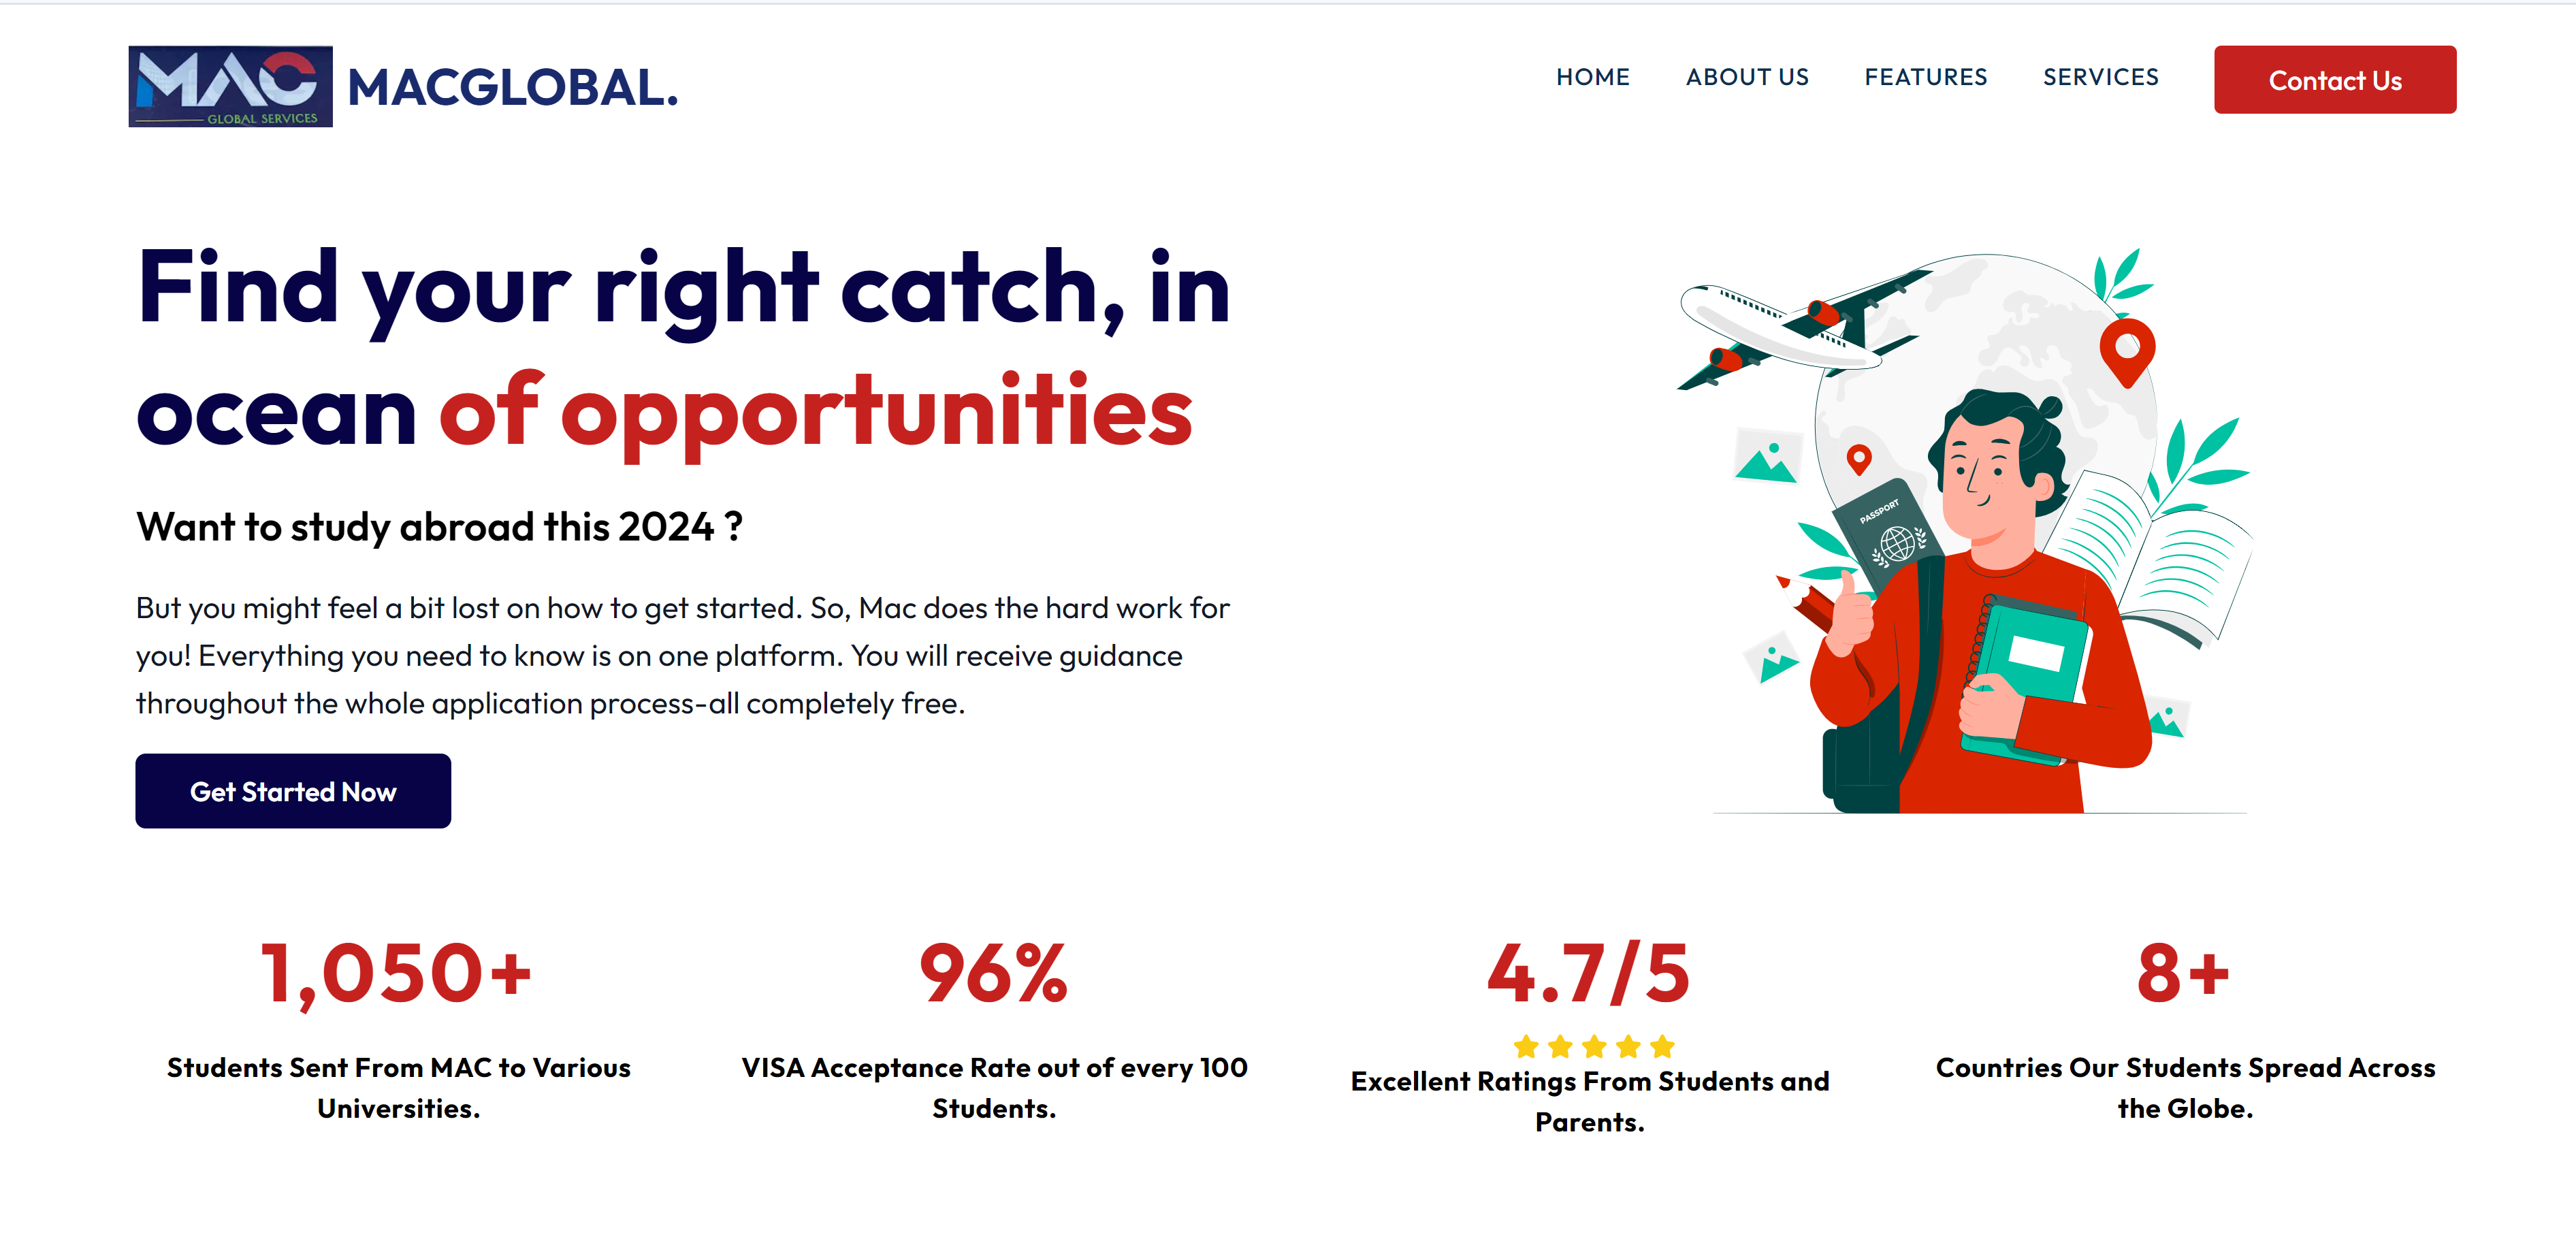 MAC
GLOBAL SERVICES
MACGLOBAL.
HOME ABOUT US FEATURES SERVICES Contact Us
Find your right catch, in
ocean of opportunities
Want to study abroad this 2024 ?
But you might feel a bit lost on how to get started. So, Mac does the hard work for
you! Everything you need to know is on one platform. You will receive guidance
throughout the whole application process-all completely free.
Get Started Now
PASSPORT
1,050+
Students Sent From MAC to Various
Universities.
96%
VISA Acceptance Rate out of every 100
Students.
4.7/5
Excellent Ratings From Students and
Parents.
8+
Countries Our Students Spread Across
the Globe.